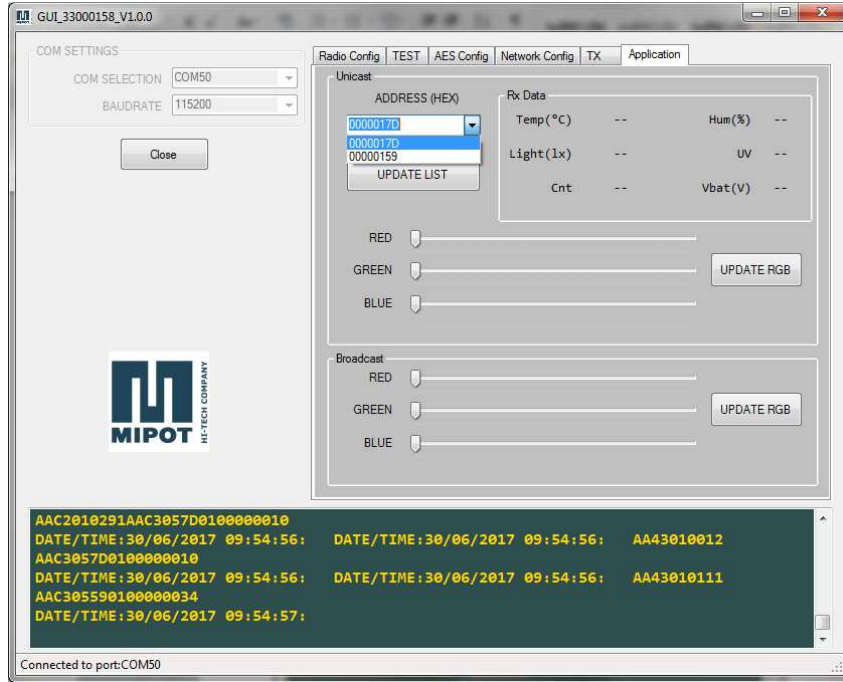 GUI_33000158_V1.0.0
COM SETTINGS
COM SELECTION COM50
BAUDRATE 115200
Close
Radio Config TEST AES Config Network Config TX Application
Unicast
ADDRESS (HEX)
0000017D
0000017D
00000159
UPDATE LIST
Rx Data
Temp(°C) -- Hum(%) --
Light(lx) -- UV --
Cnt -- Vbat(V) --
RED
GREEN
BLUE
UPDATE RGB
Broadcast
RED
GREEN
BLUE
UPDATE RGB
MIPOT
HI-TECH COMPANY
AAC2010291AAC3057D0100000010
DATE/TIME:30/06/2017 09:54:56: DATE/TIME:30/06/2017 09:54:56: AA43010012
AAC3057D0100000010
DATE/TIME:30/06/2017 09:54:56: DATE/TIME:30/06/2017 09:54:56: AA43010111
AAC305590100000034
DATE/TIME:30/06/2017 09:54:57:
Connected to port:COM50